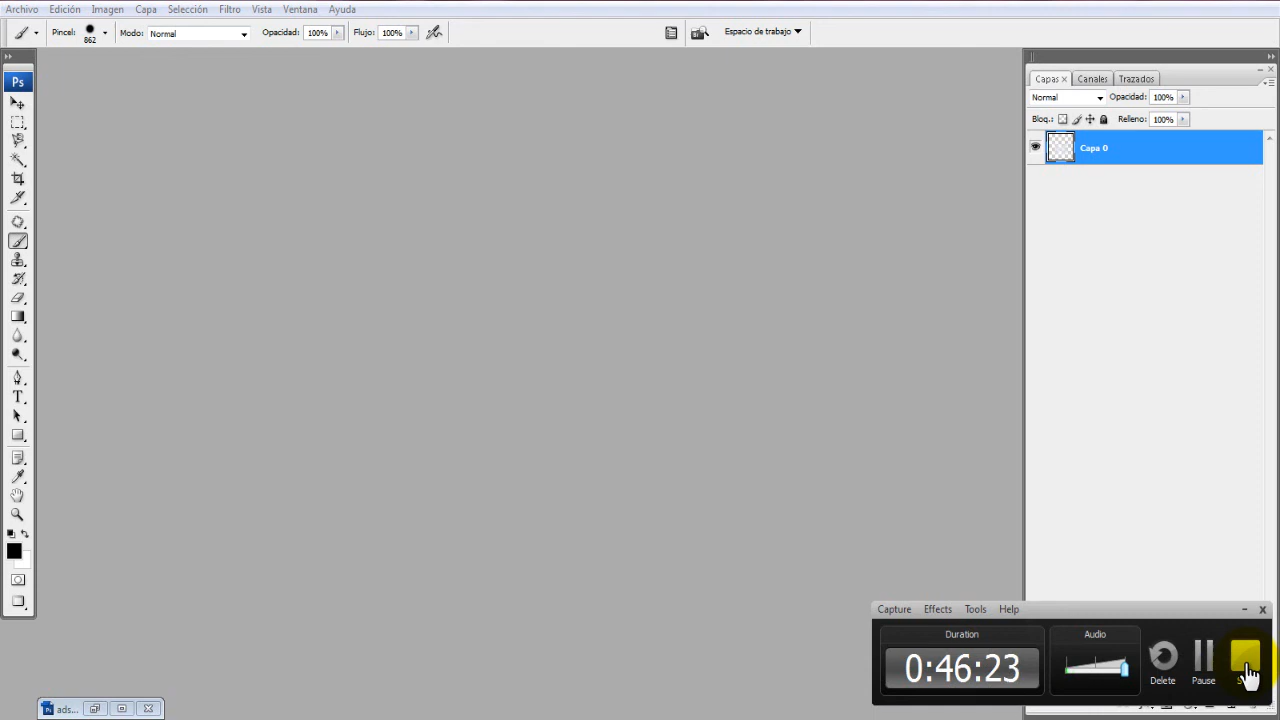 Archivo Edición Imagen Capa Selección Filtro Vista Ventana Ayuda
Pincel: 862 Modo: Normal Opacidad: 100% Flujo: 100% Espacio de trabajo
Ps
Capas Canales Trazados
Normal Opacidad: 100%
Bloq.: Relleno: 100%
Capa 0
T
Capture Effects Tools Help
Duration Audio
0:46:23
Delete Pause
Ps ads...